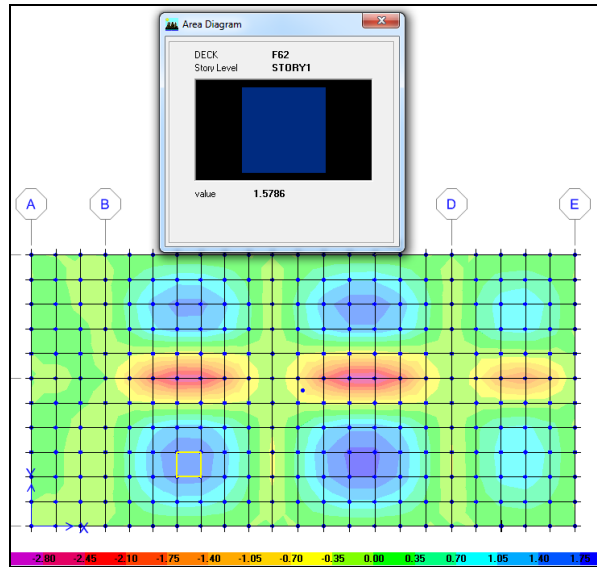 Area Diagram
DECK F62
Story Level STORY1
value 1.5786
A B D E
Y
X
-2.80 -2.45 -2.10 -1.75 -1.40 -1.05 -0.70 -0.35 0.00 0.35 0.70 1.05 1.40 1.75